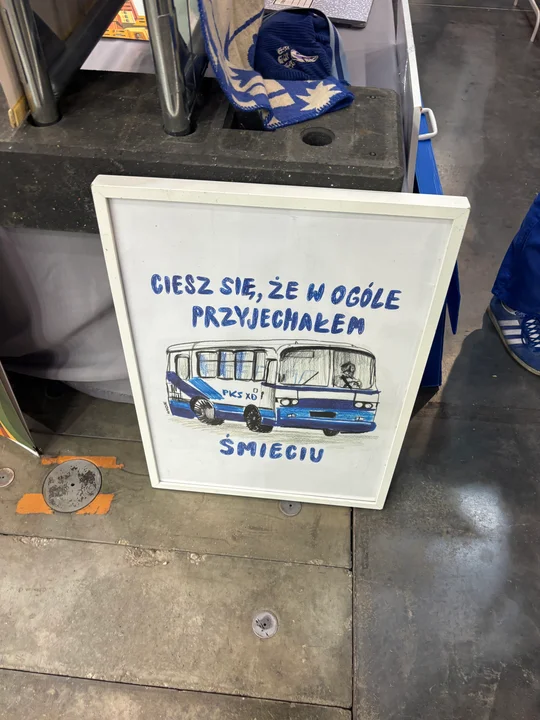 CIESZ SIĘ, ŻE W OGÓLE
PRZYJECHAŁEM
PKS XD
ŚMIECIU